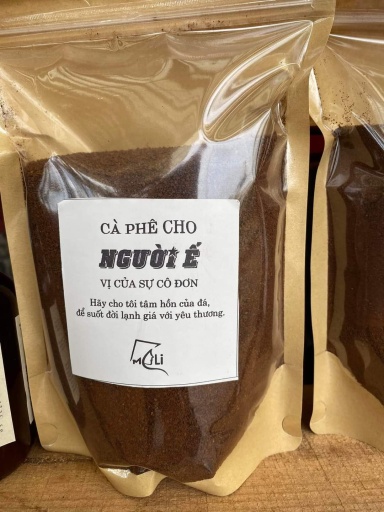 CÀ PHÊ CHO
NGƯỜI Ế
VỊ CỦA SỰ CÔ ĐƠN
Hãy cho tôi tâm hồn của đá,
để suốt đời lạnh giá với yêu thương.
MOLi